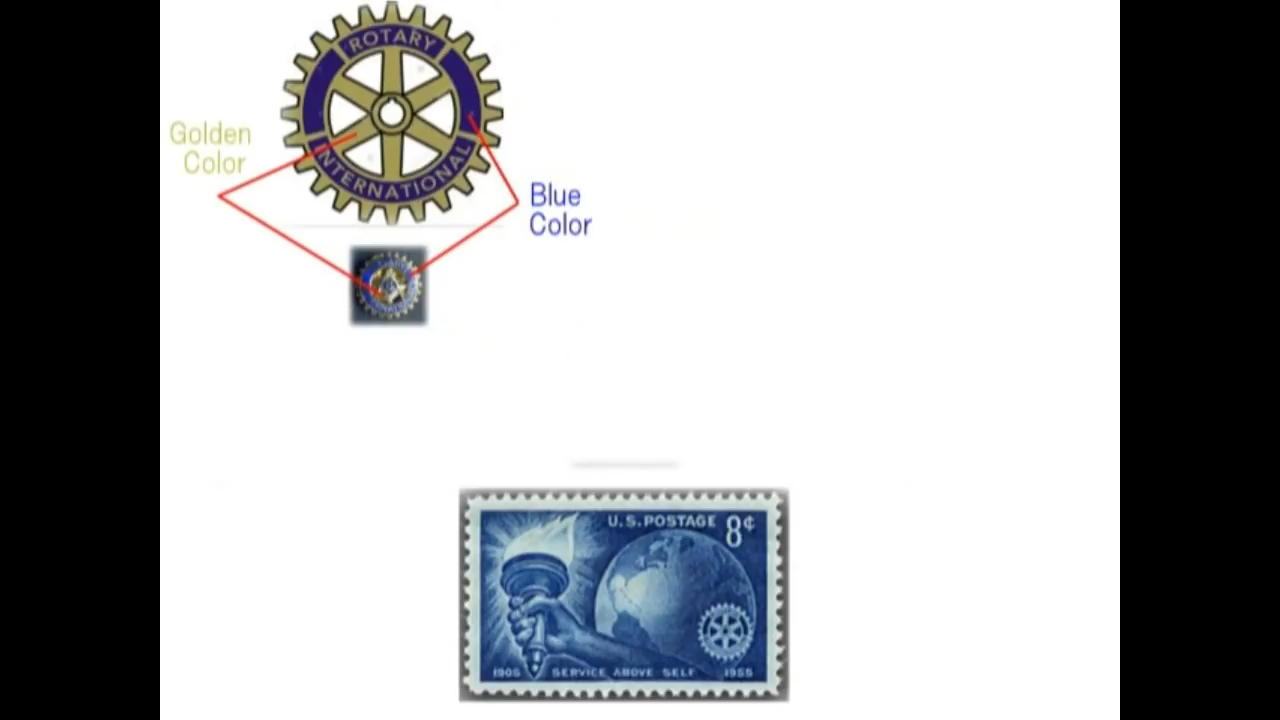 ROTARY
INTERNATIONAL
Golden
Color
Blue
Color
U.S.POSTAGE 8¢
1905 SERVICE ABOVE SELF 1955